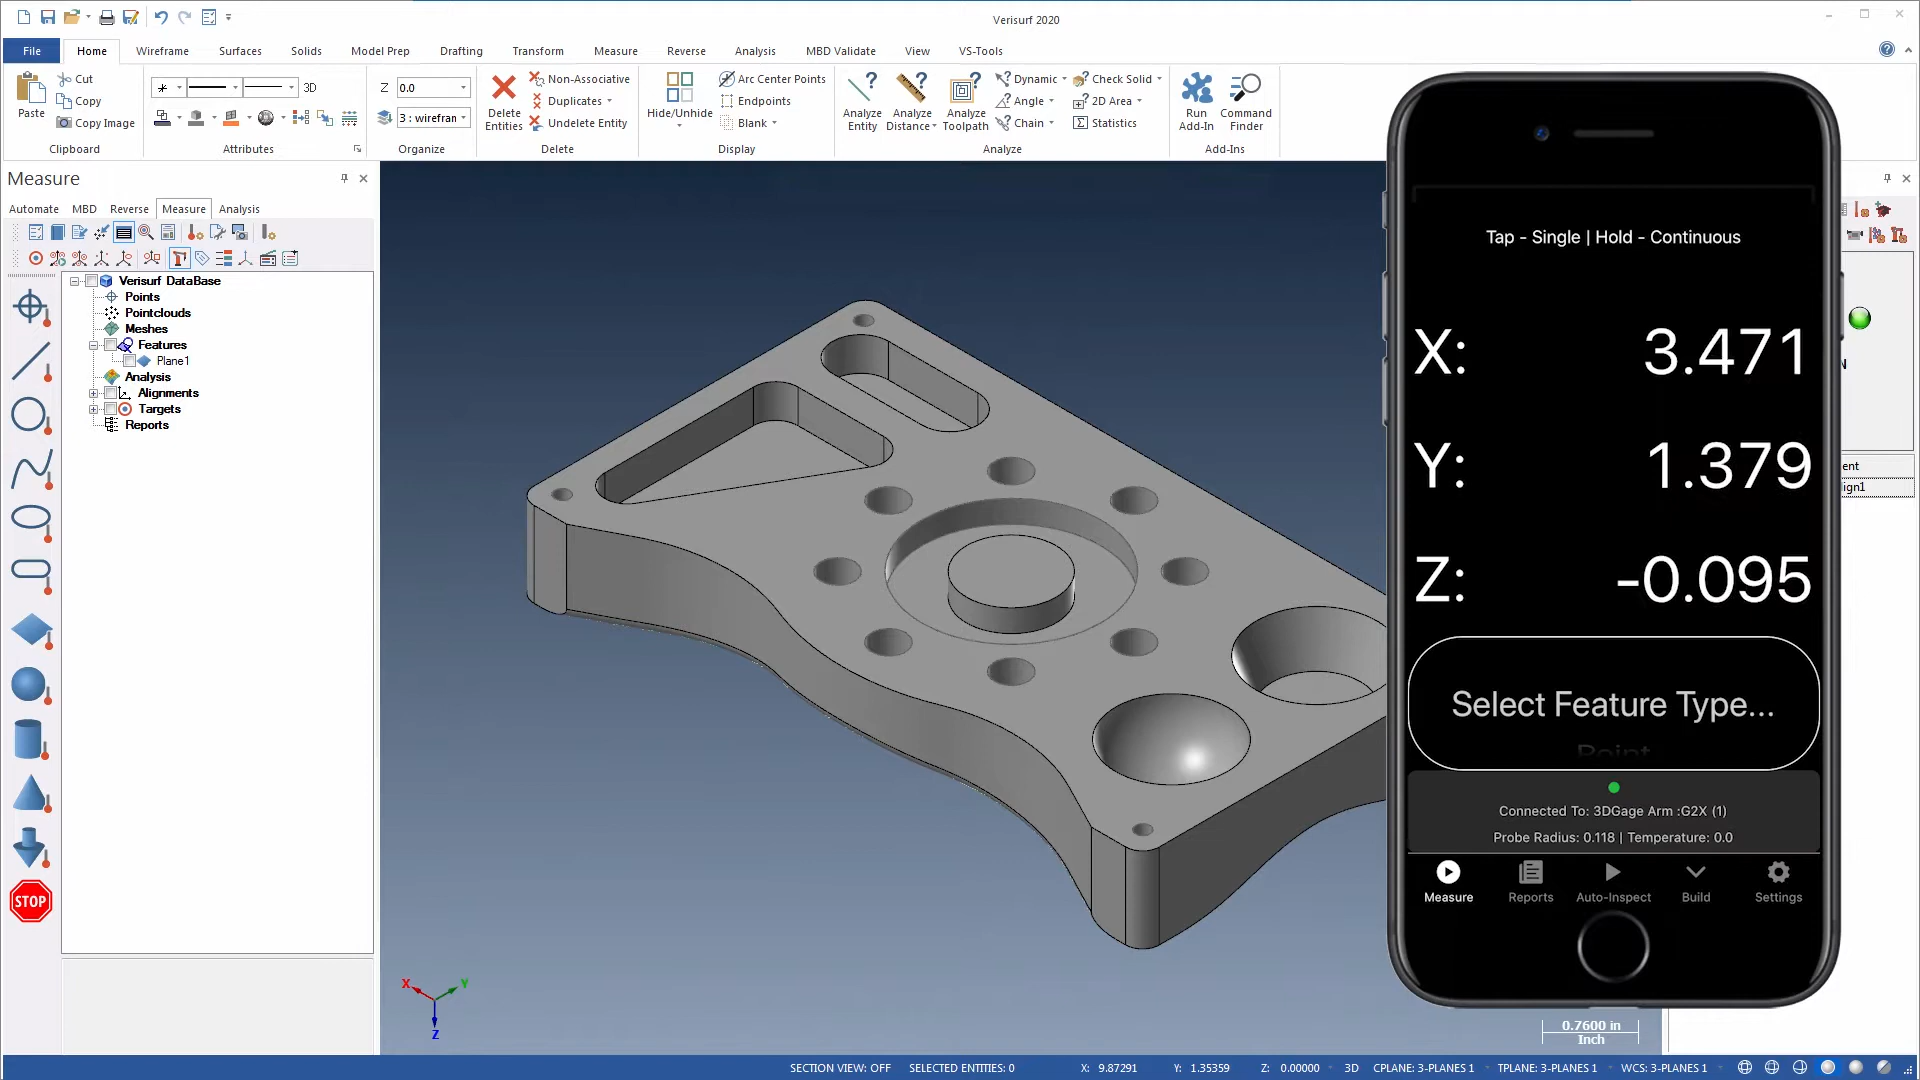 Verisurf 2020
File
Home
Wireframe
Surfaces
Solids
Model Prep
Drafting
Transform
Measure
Reverse
Analysis
MBD Validate
View
VS-Tools
Paste
Cut
Copy
Copy Image
Clipboard
3D
Attributes
Z 0.0
3 : wirefran
Organize
Delete
Entities
Non-Associative
Duplicates
Undelete Entity
Delete
Hide/Unhide
Arc Center Points
Endpoints
Blank
Display
Analyze
Entity
Analyze
Distance
Analyze
Toolpath
Dynamic
Angle
Chain
Check Solid
2D Area
Statistics
Analyze
Run
Add-In
Command
Finder
Add-Ins
Measure
Automate
MBD
Reverse
Measure
Analysis
Verisurf DataBase
Points
Pointclouds
Meshes
Features
Plane1
Analysis
Alignments
Targets
Reports
STOP
X
Y
Z
Tap - Single | Hold - Continuous
X: 3.471
Y: 1.379
Z: -0.095
Select Feature Type...
Point
Connected To: 3DGage Arm :G2X (1)
Probe Radius: 0.118 | Temperature: 0.0
Measure
Reports
Auto-Inspect
Build
Settings
ent
ign1
0.7600 in
Inch
SECTION VIEW: OFF SELECTED ENTITIES: 0 X: 9.87291 Y: 1.35359 Z: 0.00000 3D CPLANE: 3-PLANES 1 TPLANE: 3-PLANES 1 WCS: 3-PLANES 1